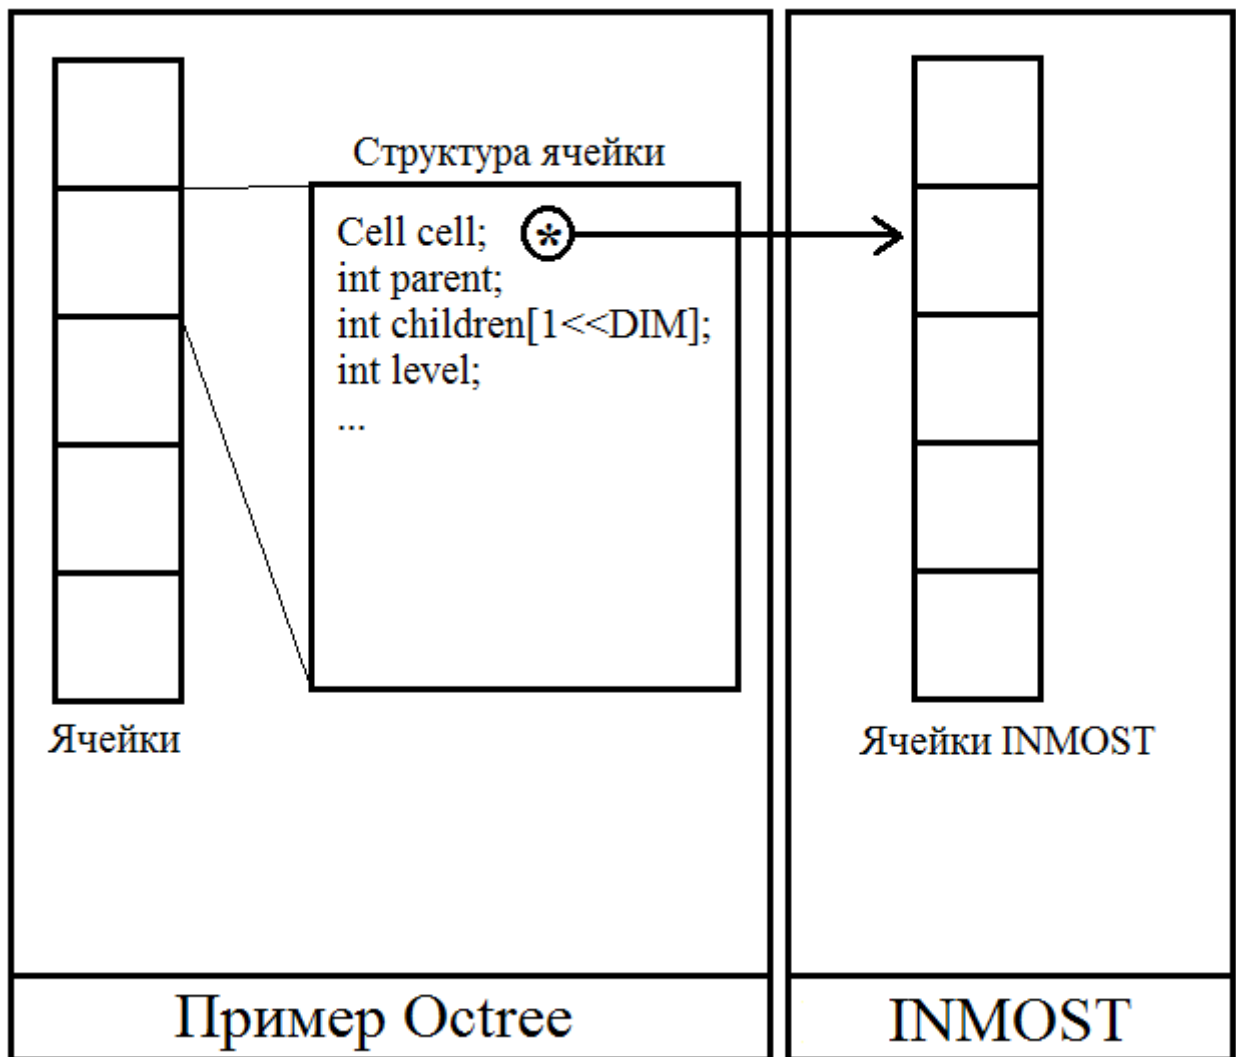 Структура ячейки
Cell cell; *
int parent;
int children[1<<DIM];
int level;
...
Ячейки
Ячейки INMOST
Пример Octree
INMOST